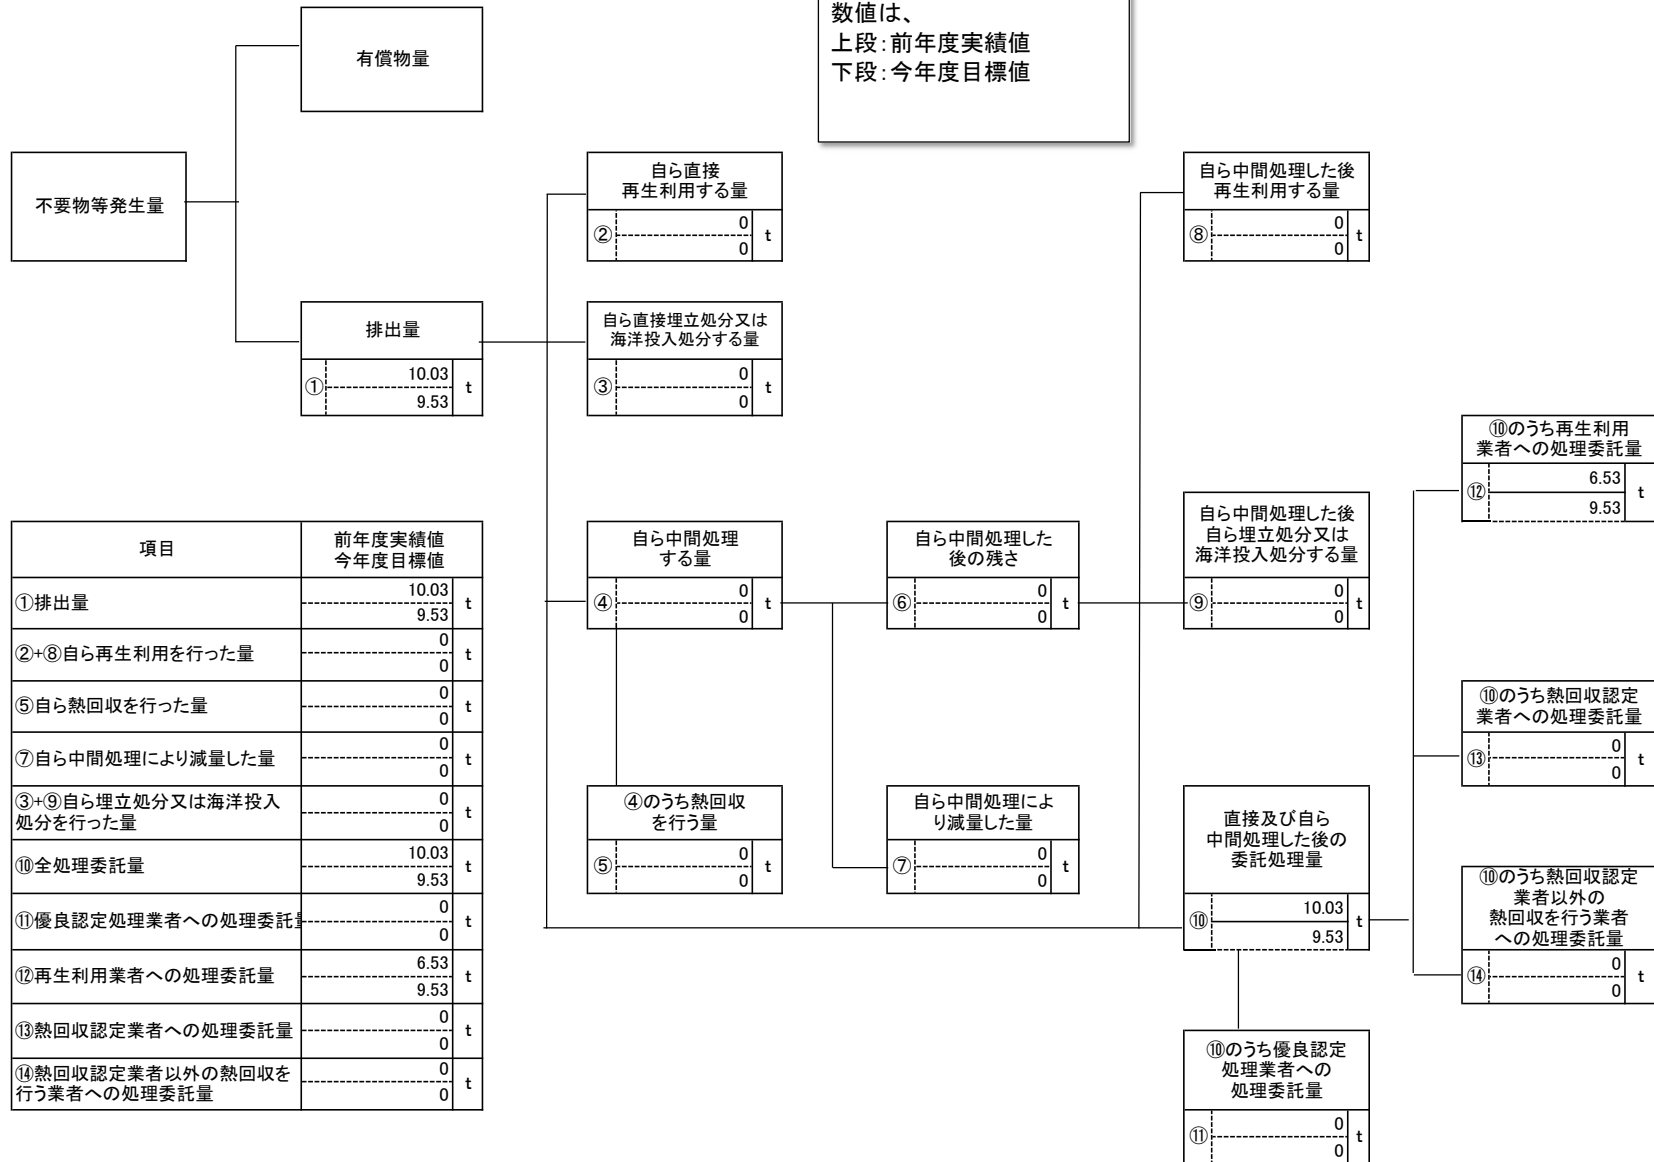 数値は、
上段：前年度実績値
下段：今年度目標値
有償物量
不要物等発生量
排出量
①
10.03
9.53
t
自ら直接
再生利用する量
②
0
0
t
自ら直接埋立処分又は
海洋投入処分する量
③
0
0
t
自ら中間処理した後
再生利用する量
⑧
0
0
t
自ら中間処理
する量
④
0
0
t
自ら中間処理した
後の残さ
⑥
0
0
t
自ら中間処理した後
自ら埋立処分又は
海洋投入処分する量
⑨
0
0
t
④のうち熱回収
を行う量
⑤
0
0
t
自ら中間処理によ
り減量した量
⑦
0
0
t
直接及び自ら
中間処理した後の
委託処理量
⑩
10.03
9.53
t
⑩のうち優良認定
処理業者への
処理委託量
⑪
0
0
t
⑩のうち再生利用
業者への処理委託量
⑫
6.53
9.53
t
⑩のうち熱回収認定
業者への処理委託量
⑬
0
0
t
⑩のうち熱回収認定
業者以外の
熱回収を行う業者
への処理委託量
⑭
0
0
t
項目
前年度実績値
今年度目標値
①排出量
10.03
9.53
t
②+⑧自ら再生利用を行った量
0
0
t
⑤自ら熱回収を行った量
0
0
t
⑦自ら中間処理により減量した量
0
0
t
③+⑨自ら埋立処分又は海洋投入
処分を行った量
0
0
t
⑩全処理委託量
10.03
9.53
t
⑪優良認定処理業者への処理委託量
0
0
t
⑫再生利用業者への処理委託量
6.53
9.53
t
⑬熱回収認定業者への処理委託量
0
0
t
⑭熱回収認定業者以外の熱回収を
行う業者への処理委託量
0
0
t